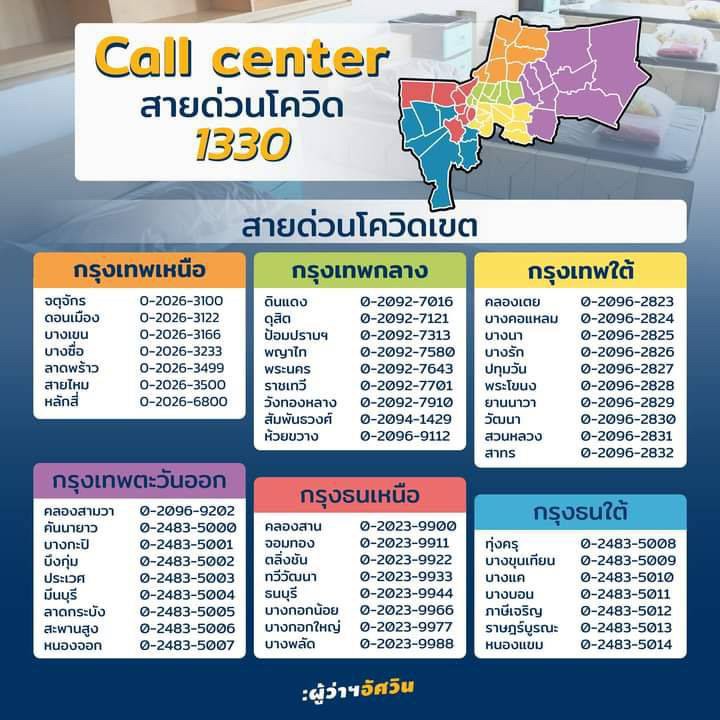 Call center
สายด่วนโควิด
1330
สายด่วนโควิดเขต
กรุงเทพเหนือ
จตุจักร 0-2026-3100
ดอนเมือง 0-2026-3122
บางเขน 0-2026-3166
บางซื่อ 0-2026-3233
ลาดพร้าว 0-2026-3499
สายไหม 0-2026-3500
หลักสี่ 0-2026-6800
กรุงเทพกลาง
ดินแดง 0-2092-7016
ดุสิต 0-2092-7121
ป้อมปราบฯ 0-2092-7313
พญาไท 0-2092-7580
พระนคร 0-2092-7643
ราชเทวี 0-2092-7701
วังทองหลาง 0-2092-7910
สัมพันธวงศ์ 0-2094-1429
ห้วยขวาง 0-2096-9112
กรุงเทพใต้
คลองเตย 0-2096-2823
บางคอแหลม 0-2096-2824
บางนา 0-2096-2825
บางรัก 0-2096-2826
ปทุมวัน 0-2096-2827
พระโขนง 0-2096-2828
ยานนาวา 0-2096-2829
วัฒนา 0-2096-2830
สวนหลวง 0-2096-2831
สาทร 0-2096-2832
กรุงเทพตะวันออก
คลองสามวา 0-2096-9202
คันนายาว 0-2483-5000
บางกะปิ 0-2483-5001
บึงกุ่ม 0-2483-5002
ประเวศ 0-2483-5003
มีนบุรี 0-2483-5004
ลาดกระบัง 0-2483-5005
สะพานสูง 0-2483-5006
หนองจอก 0-2483-5007
กรุงธนเหนือ
คลองสาน 0-2023-9900
จอมทอง 0-2023-9911
ตลิ่งชัน 0-2023-9922
ทวีวัฒนา 0-2023-9933
ธนบุรี 0-2023-9944
บางกอกน้อย 0-2023-9966
บางกอกใหญ่ 0-2023-9977
บางพลัด 0-2023-9988
กรุงธนใต้
ทุ่งครุ 0-2483-5008
บางขุนเทียน 0-2483-5009
บางแค 0-2483-5010
บางบอน 0-2483-5011
ภาษีเจริญ 0-2483-5012
ราษฎร์บูรณะ 0-2483-5013
หนองแขม 0-2483-5014
:ผู้ว่าฯอัศวิน